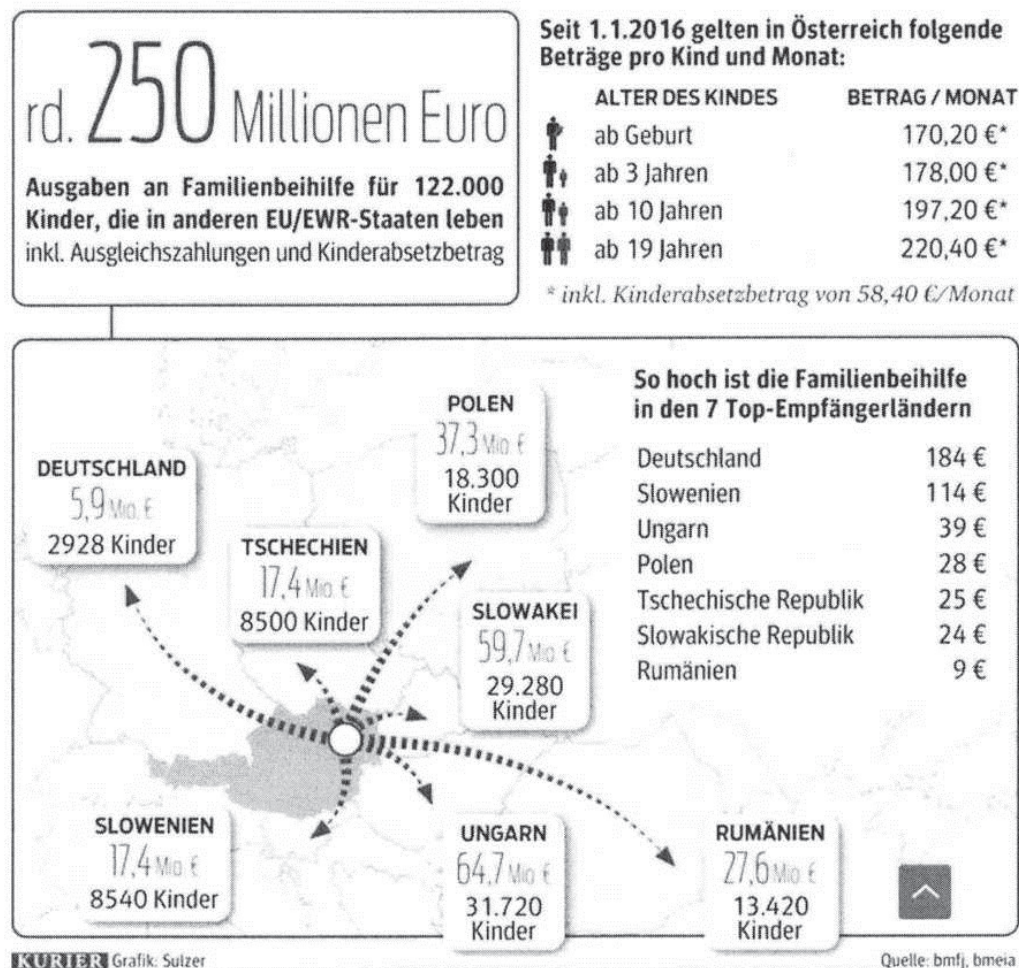 rd. 250 Millionen Euro
Ausgaben an Familienbeihilfe für 122.000
Kinder, die in anderen EU/EWR-Staaten leben
inkl. Ausgleichszahlungen und Kinderabsetzbetrag
Seit 1.1.2016 gelten in Österreich folgende
Beträge pro Kind und Monat:
ALTER DES KINDES BETRAG / MONAT
ab Geburt 170,20 €*
ab 3 Jahren 178,00 €*
ab 10 Jahren 197,20 €*
ab 19 Jahren 220,40 €*
* inkl. Kinderabsetzbetrag von 58,40 €/Monat
DEUTSCHLAND
5,9 Mio. €
2928 Kinder
TSCHECHIEN
17,4 Mio. €
8500 Kinder
POLEN
37,3 Mio. €
18.300
Kinder
SLOWAKEI
59,7 Mio. €
29.280
Kinder
SLOWENIEN
17,4 Mio. €
8540 Kinder
UNGARN
64,7 Mio. €
31.720
Kinder
RUMÄNIEN
27,6 Mio. €
13.420
Kinder
So hoch ist die Familienbeihilfe
in den 7 Top-Empfängerländern
Deutschland 184 €
Slowenien 114 €
Ungarn 39 €
Polen 28 €
Tschechische Republik 25 €
Slowakische Republik 24 €
Rumänien 9 €
KURIER Grafik: Sulzer
Quelle: bmfj, bmeia